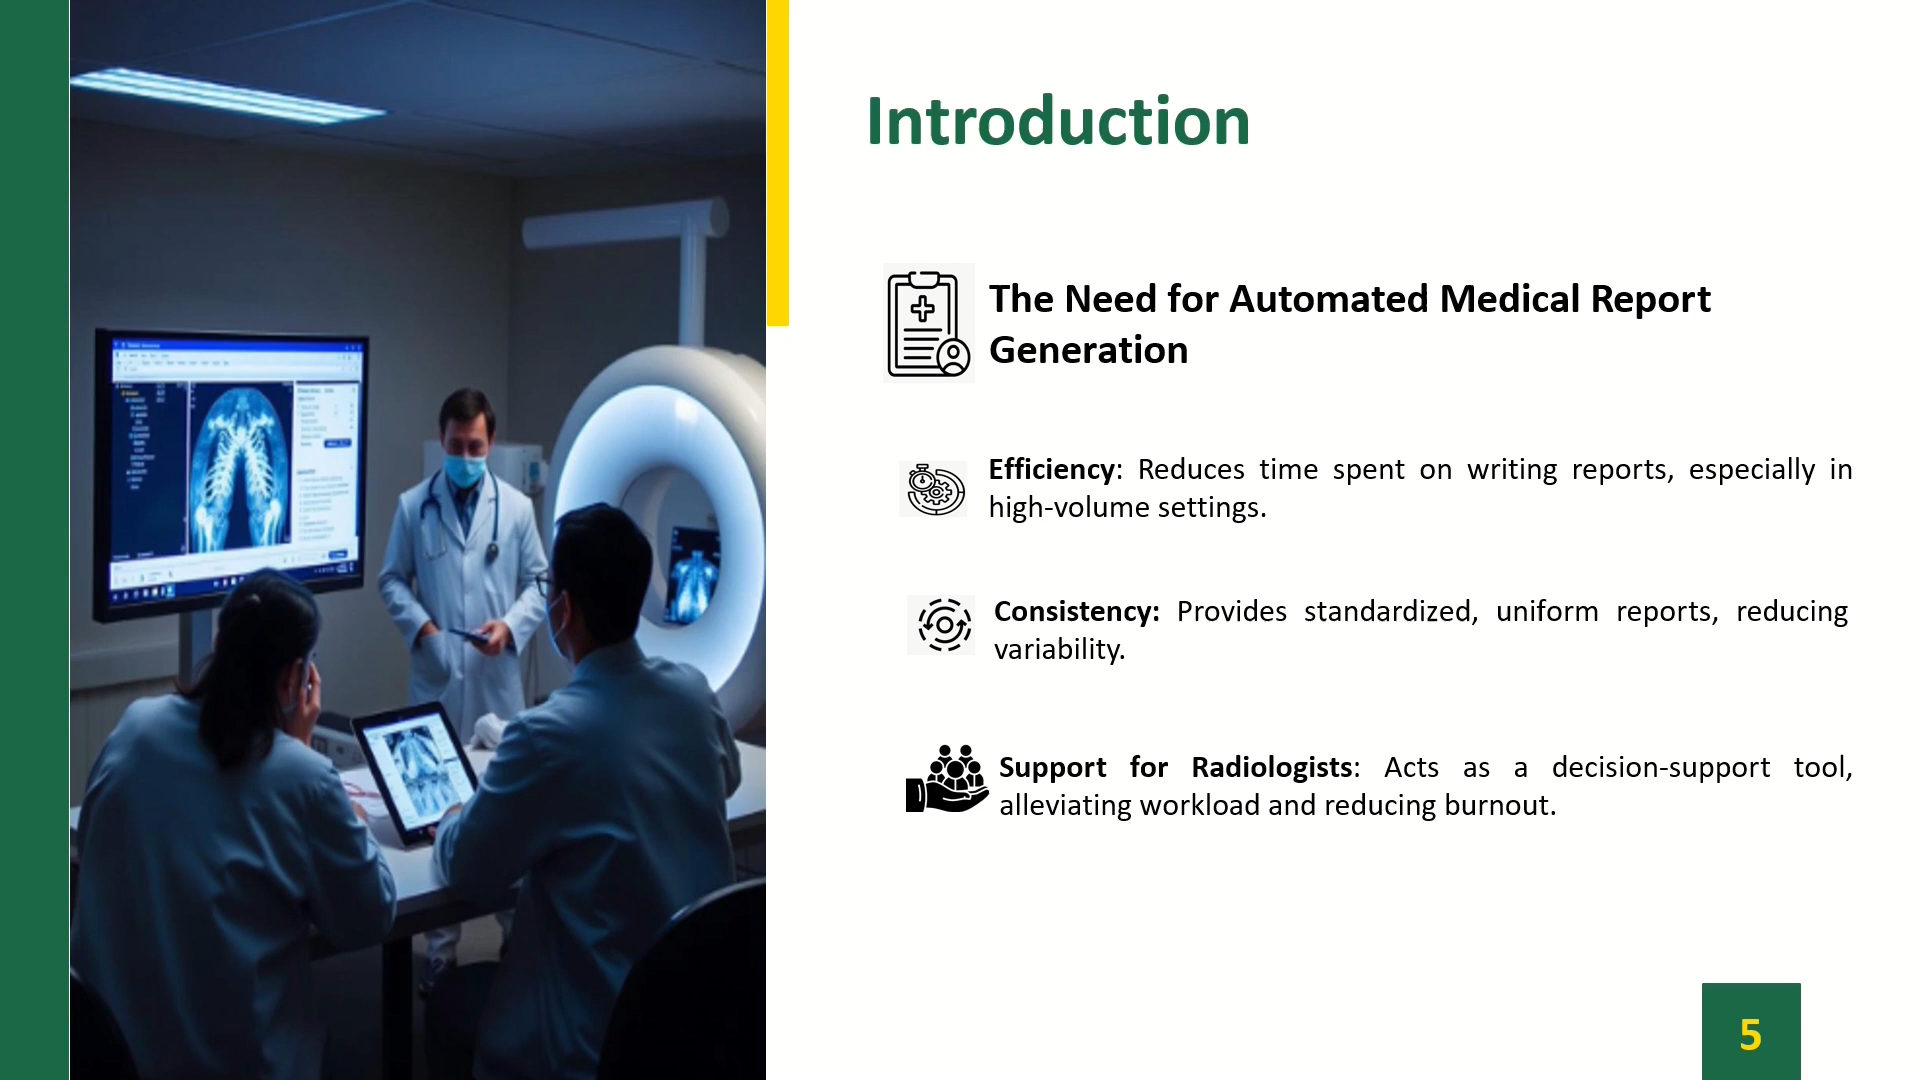 Introduction
The Need for Automated Medical Report
Generation
Efficiency: Reduces time spent on writing reports, especially in
high-volume settings.
Consistency: Provides standardized, uniform reports, reducing
variability.
Support for Radiologists: Acts as a decision-support tool,
alleviating workload and reducing burnout.
5